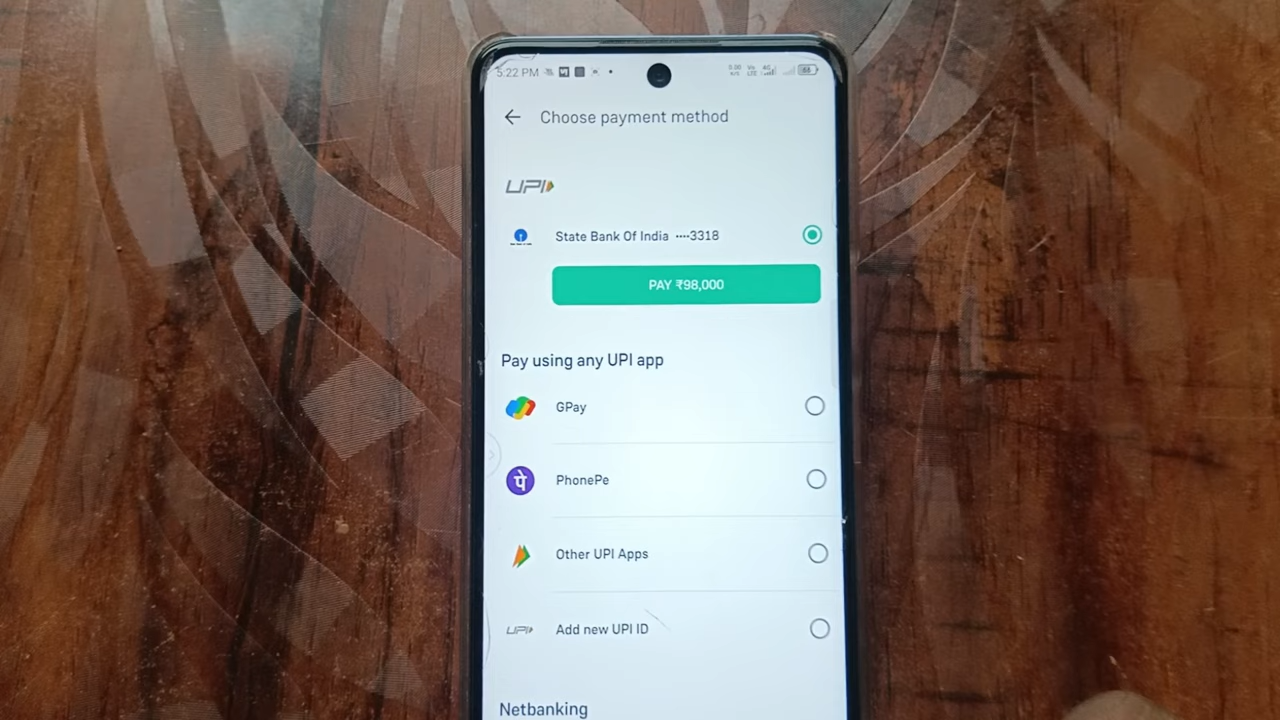 5:22 PM
Choose payment method
UPI
State Bank Of India ····3318
PAY ₹98,000
Pay using any UPI app
GPay
पे PhonePe
Other UPI Apps
UPI Add new UPI ID
Netbanking